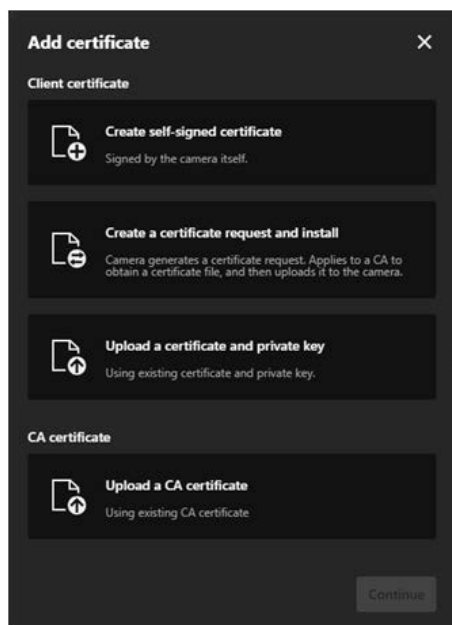 Add certificate
Client certificate
Create self-signed certificate
Signed by the camera itself.
Create a certificate request and install
Camera generates a certificate request. Applies to a CA to
obtain a certificate file, and then uploads it to the camera.
Upload a certificate and private key
Using existing certificate and private key.
CA certificate
Upload a CA certificate
Using existing CA certificate
Continue